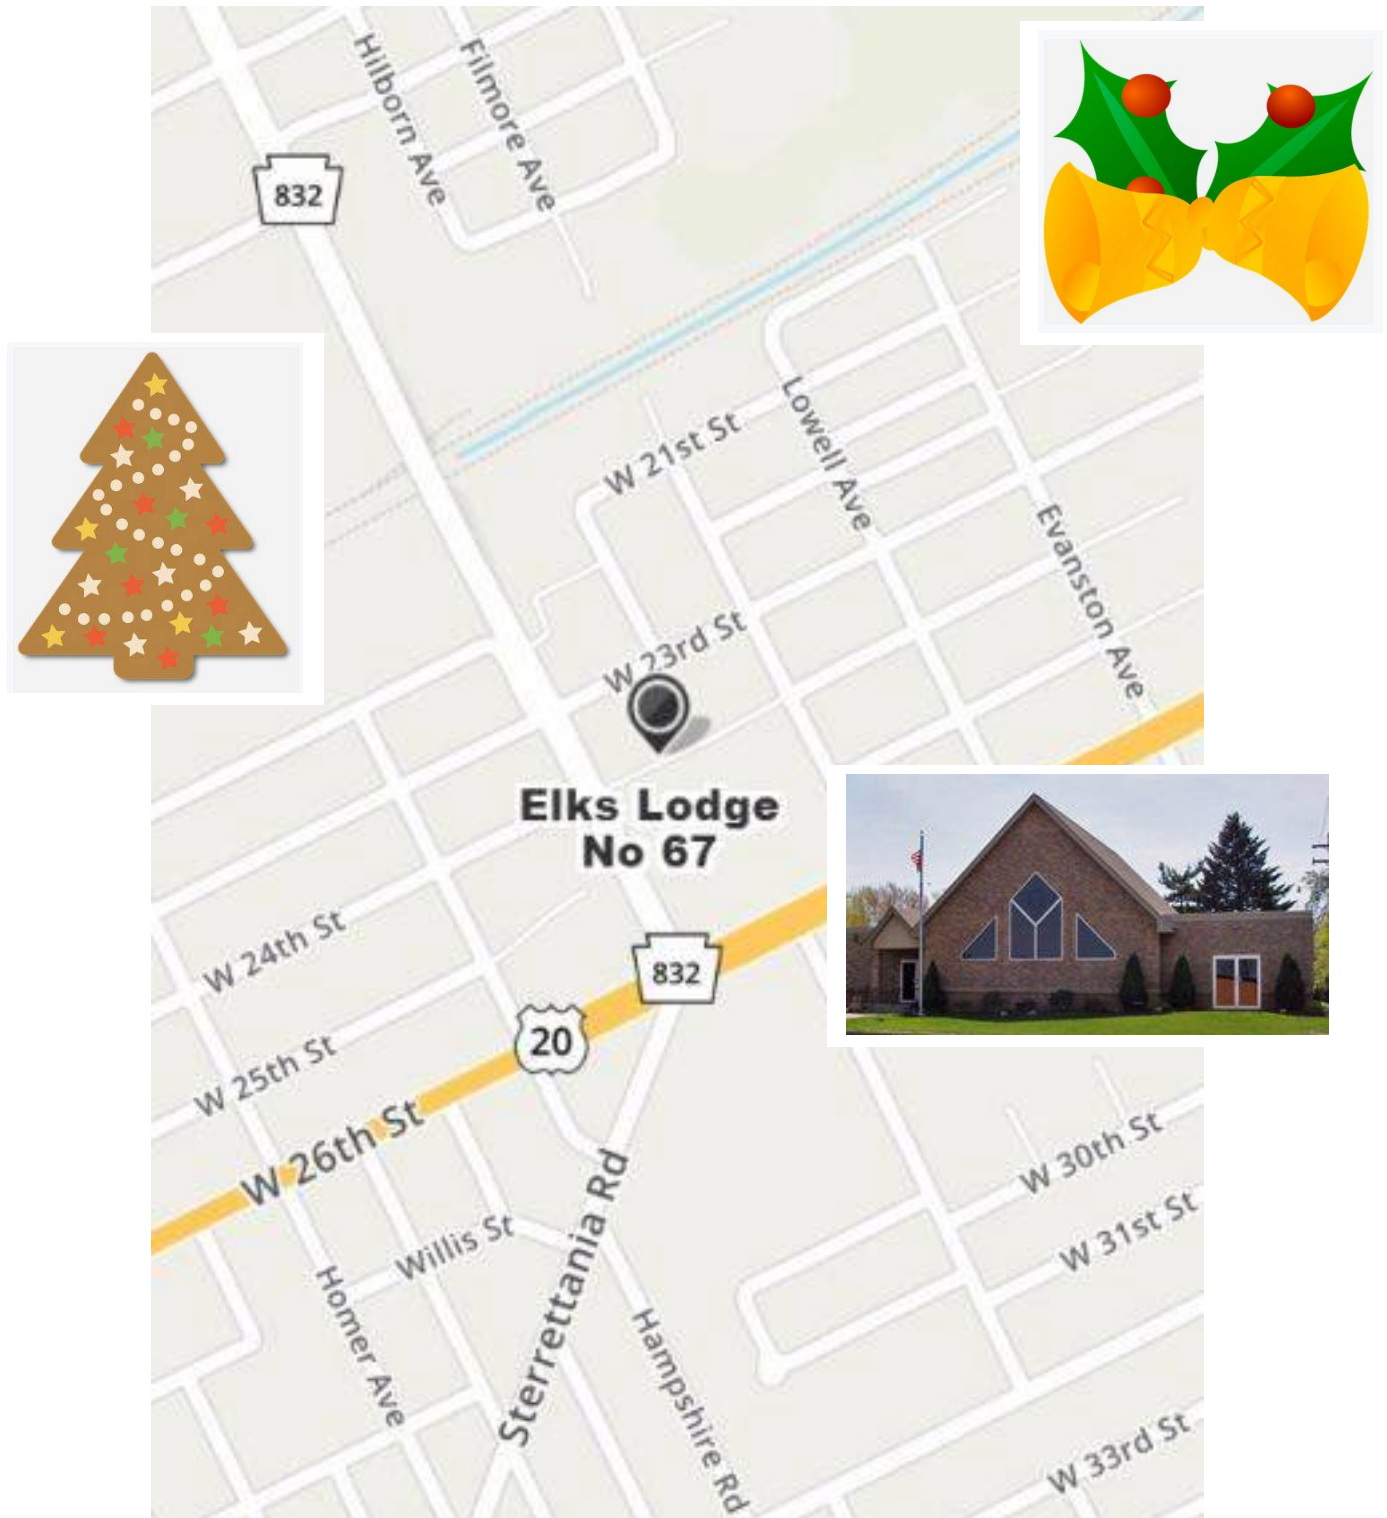 Hilborn Ave
Filmore Ave
832
W 21st St
Lowell Ave
Evanston Ave
W 23rd St
Elks Lodge
No 67
W 24th St
832
20
W 25th St
W 26th St
W 30th St
Willis St
Sterrettania Rd
W 31st St
Homer Ave
Hampshire Rd
W 33rd St